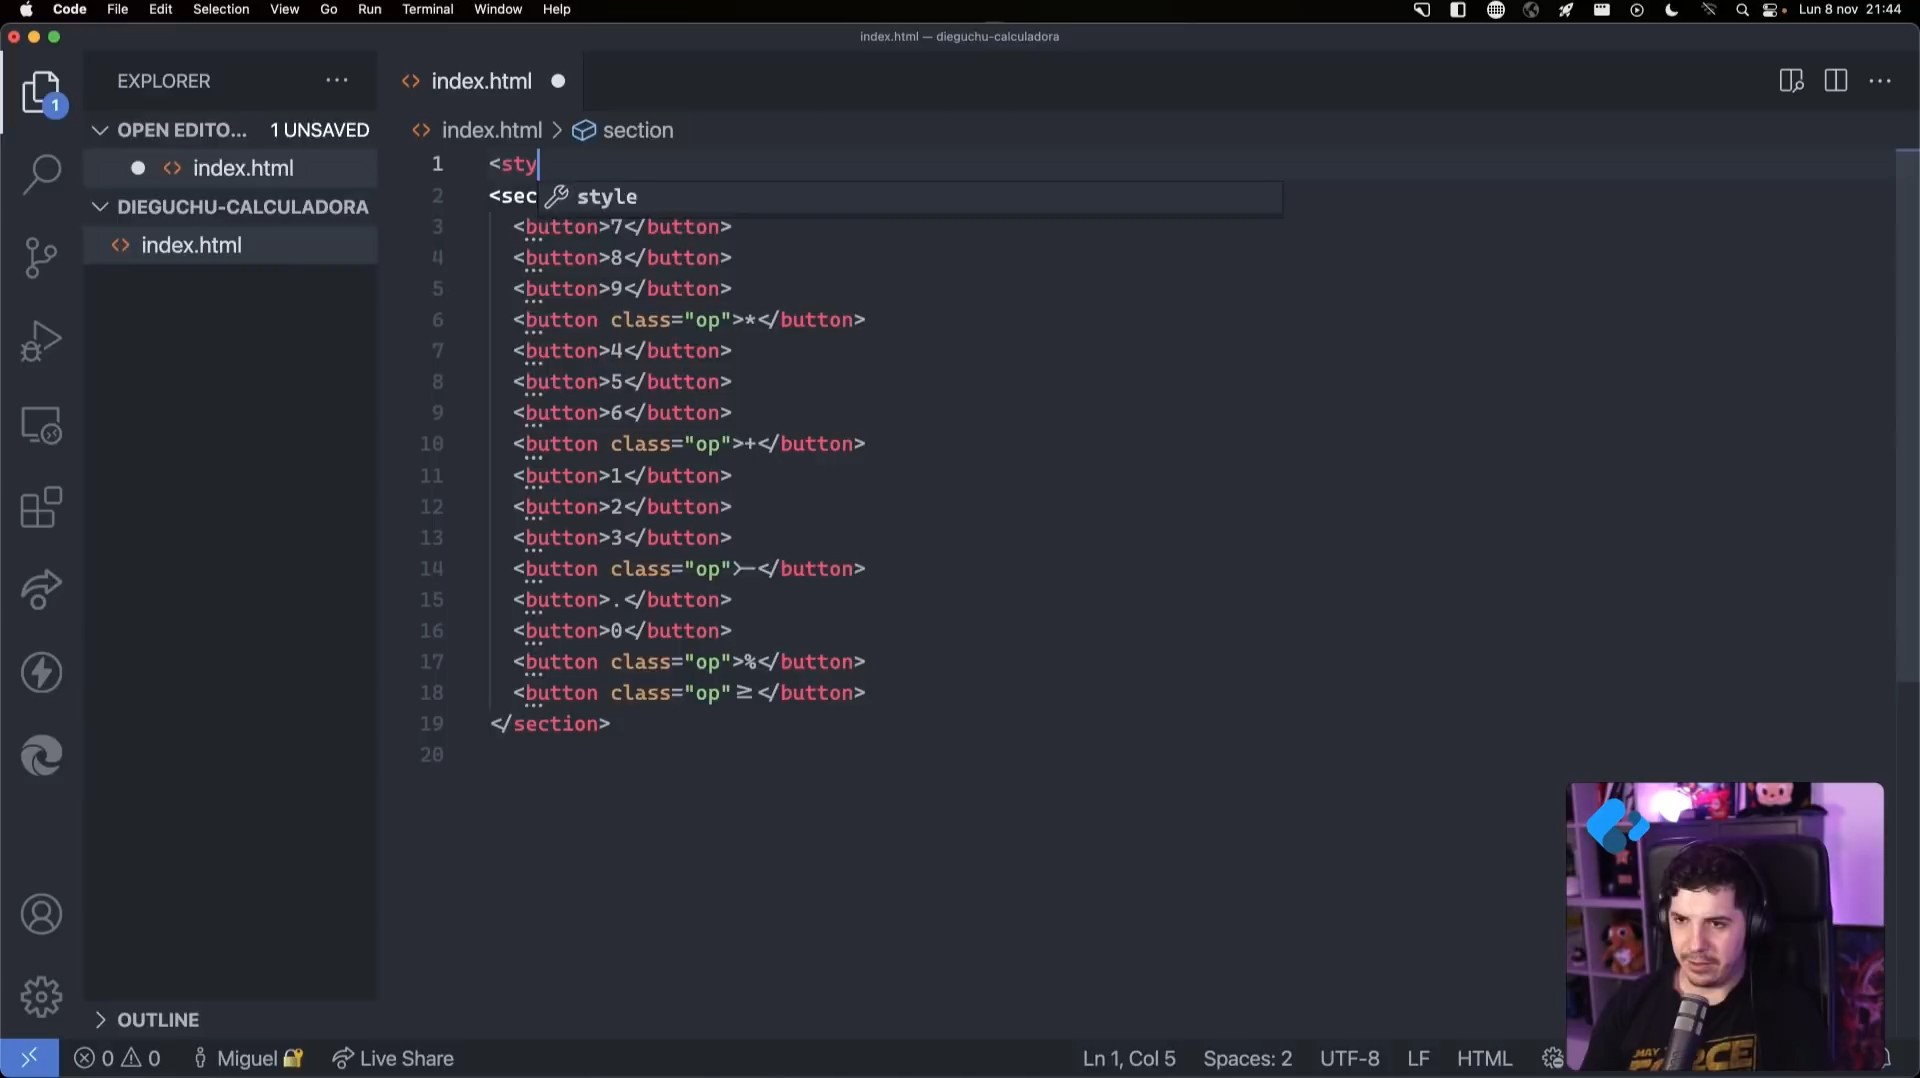 Code File Edit Selection View Go Run Terminal Window Help
Lun 8 nov 21:44
index.html — dieguchu-calculadora
EXPLORER
OPEN EDITO... 1 UNSAVED
index.html
DIEGUCHU-CALCULADORA
index.html
OUTLINE
1
index.html
index.html > section
1 <sty
style
2 <sec
3 <button>7</button>
4 <button>8</button>
5 <button>9</button>
6 <button class="op">*</button>
7 <button>4</button>
8 <button>5</button>
9 <button>6</button>
10 <button class="op">+</button>
11 <button>1</button>
12 <button>2</button>
13 <button>3</button>
14 <button class="op">-</button>
15 <button>.</button>
16 <button>0</button>
17 <button class="op">%</button>
18 <button class="op">=</button>
19 </section>
20
MAY THE
FORCE
0 0 Miguel Live Share
Ln 1, Col 5 Spaces: 2 UTF-8 LF HTML